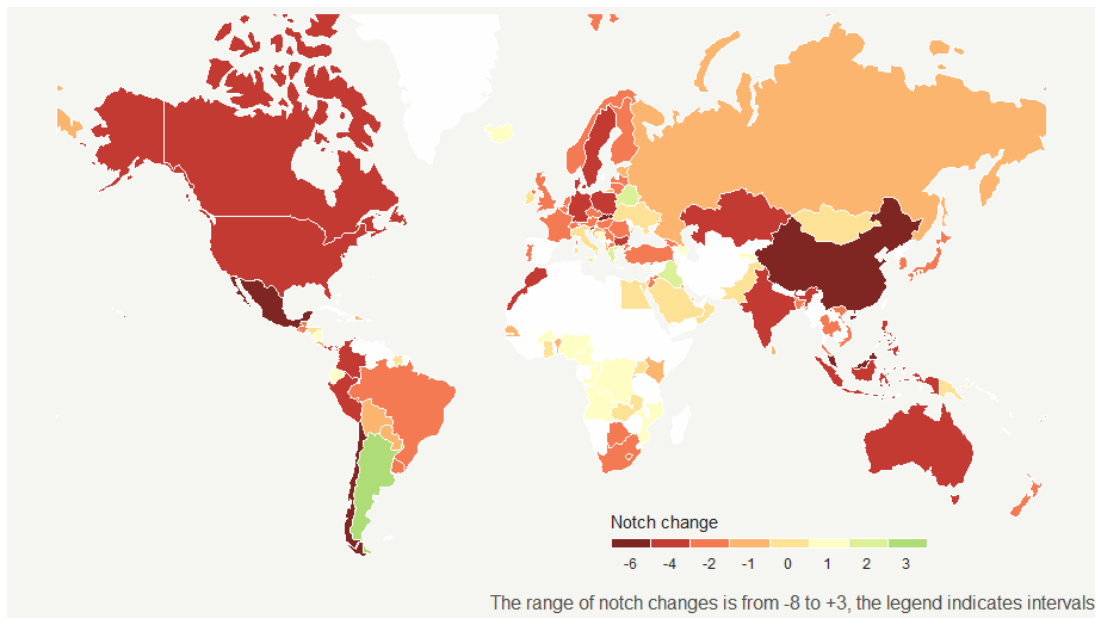 Notch change
-6 -4 -2 -1 0 1 2 3
The range of notch changes is from -8 to +3, the legend indicates intervals